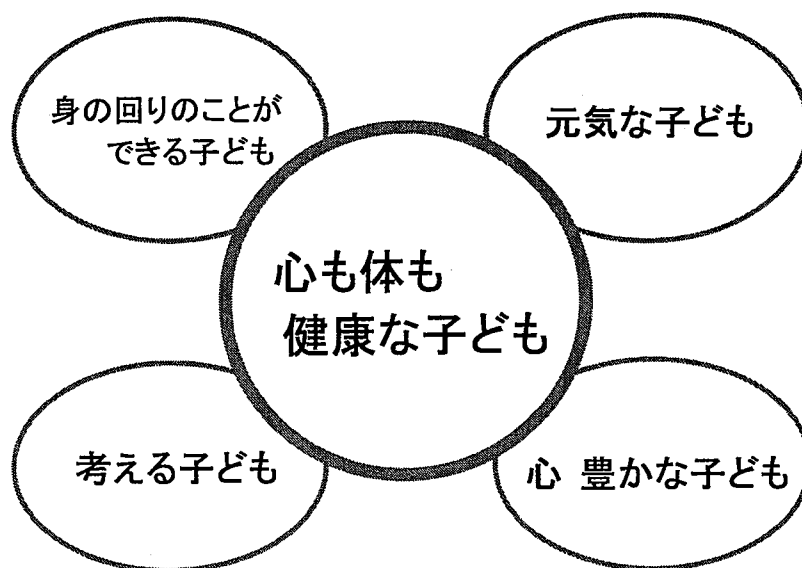 身の回りのことが
できる子ども
元気な子ども
心も体も
健康な子ども
考える子ども
心 豊かな子ども